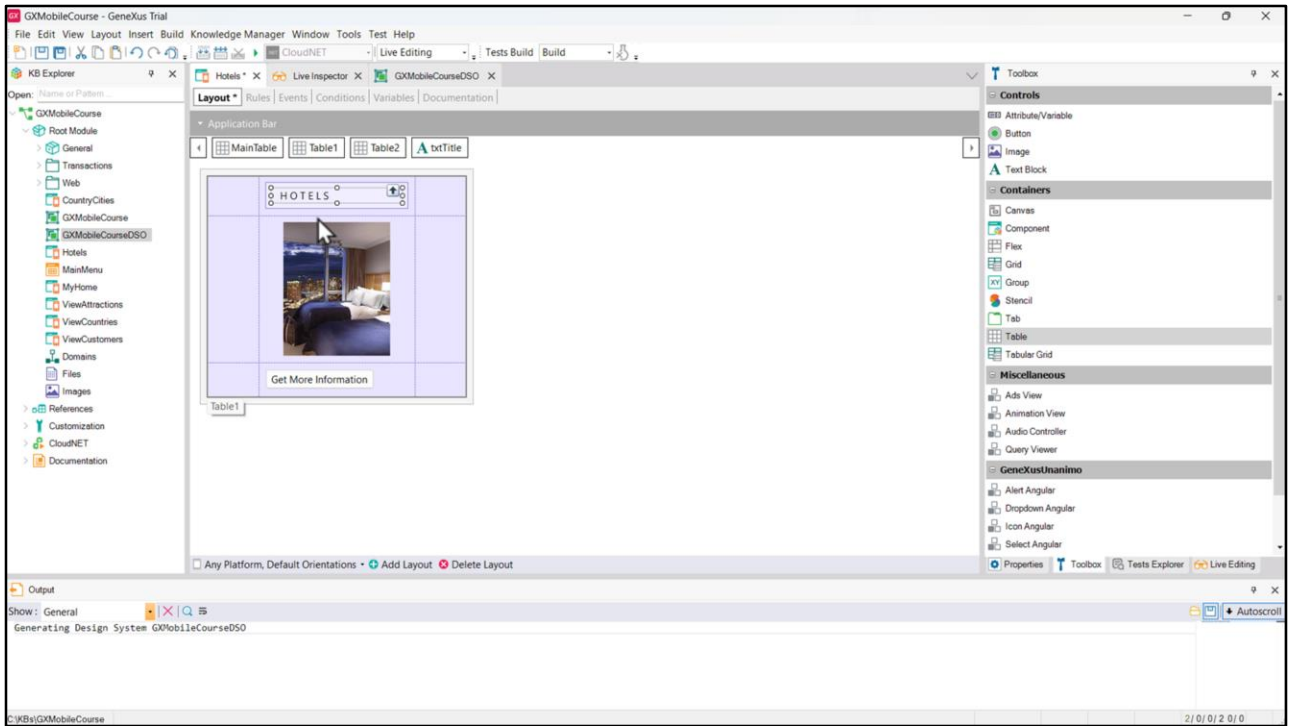 GX GXMobileCourse - GeneXus Trial
File Edit View Layout Insert Build Knowledge Manager Window Tools Test Help
CloudNET Live Editing Tests Build Build
KB Explorer
Open: Name or Pattern...
GXMobileCourse
Root Module
General
Transactions
Web
CountryCities
GXMobileCourse
GXMobileCourseDSO
Hotels
MainMenu
MyHome
ViewAttractions
ViewCountries
ViewCustomers
Domains
Files
Images
References
Customization
CloudNET
Documentation
Hotels * X Live Inspector X GXMobileCourseDSO X
Layout * Rules Events Conditions Variables Documentation
Application Bar
MainTable Table1 Table2 A txtTitle
HOTELS
Get More Information
Table1
Any Platform, Default Orientations Add Layout Delete Layout
Toolbox
Controls
Attribute/Variable
Button
Image
A Text Block
Containers
Canvas
Component
Flex
Grid
XY Group
Stencil
Tab
Table
Tabular Grid
Miscellaneous
Ads View
Animation View
Audio Controller
Query Viewer
GeneXusUnanimo
Alert Angular
Dropdown Angular
Icon Angular
Select Angular
Properties Toolbox Tests Explorer Live Editing
Output
Show: General
Autoscroll
Generating Design System GXMobileCourseDSO
C:\KBs\GXMobileCourse
2/0/0/2 0/0